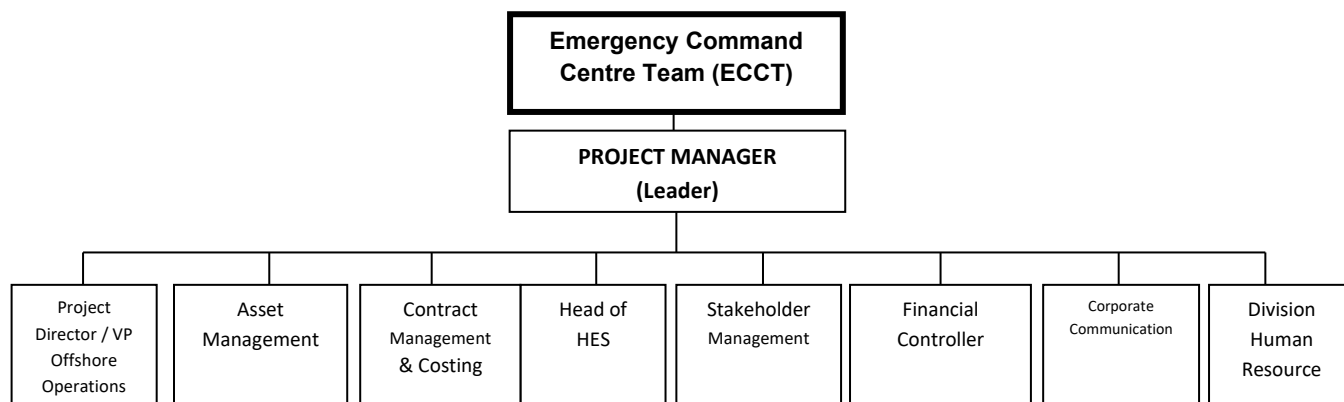 Emergency Command
Centre Team (ECCT)
PROJECT MANAGER
(Leader)
Project
Director / VP
Offshore
Operations
Asset
Management
Contract
Management
& Costing
Head of
HES
Stakeholder
Management
Financial
Controller
Corporate
Communication
Division
Human
Resource